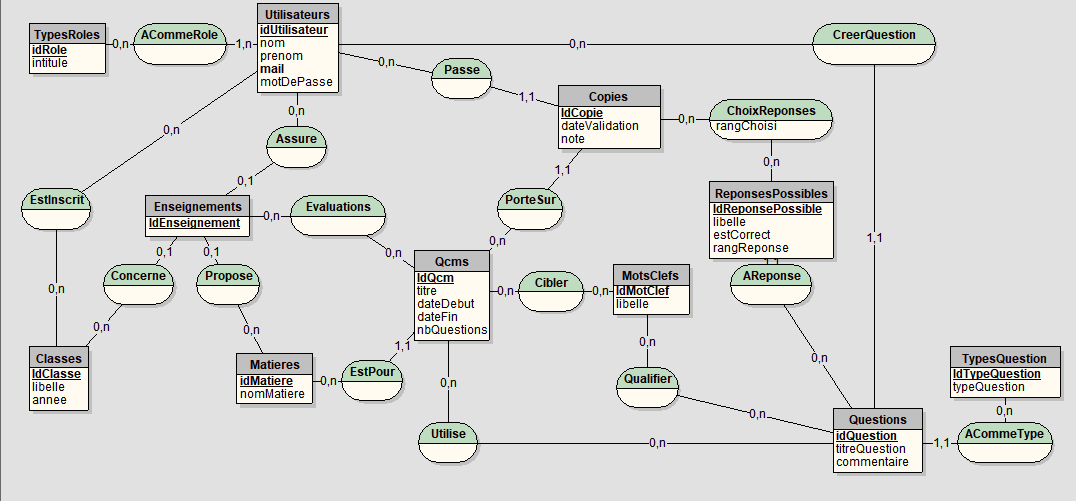 TypesRoles
idRole
intitule
0,n
ACommeRole
1,n
Utilisateurs
idUtilisateur
nom
prenom
mail
motDePasse
0,n
CreerQuestion
0,n
Passe
1,1
Copies
IdCopie
dateValidation
note
0,n
ChoixReponses
rangChoisi
0,n
0,n
Assure
0,1
0,n
EstInscrit
0,n
Enseignements
IdEnseignement
0,n
Evaluations
0,n
1,1
PorteSur
0,n
ReponsesPossibles
IdReponsePossible
libelle
estCorrect
rangReponse
1,1
AReponse
0,n
1,1
0,1
Concerne
0,n
0,1
Propose
0,n
Qcms
IdQcm
titre
dateDebut
dateFin
nbQuestions
0,n
Cibler
0,n
MotsClefs
IdMotClef
libelle
0,n
Qualifier
0,n
Classes
IdClasse
libelle
annee
Matieres
idMatiere
nomMatiere
0,n
EstPour
1,1
0,n
Utilise
0,n
TypesQuestion
IdTypeQuestion
typeQuestion
0,n
ACommeType
1,1
Questions
idQuestion
titreQuestion
commentaire